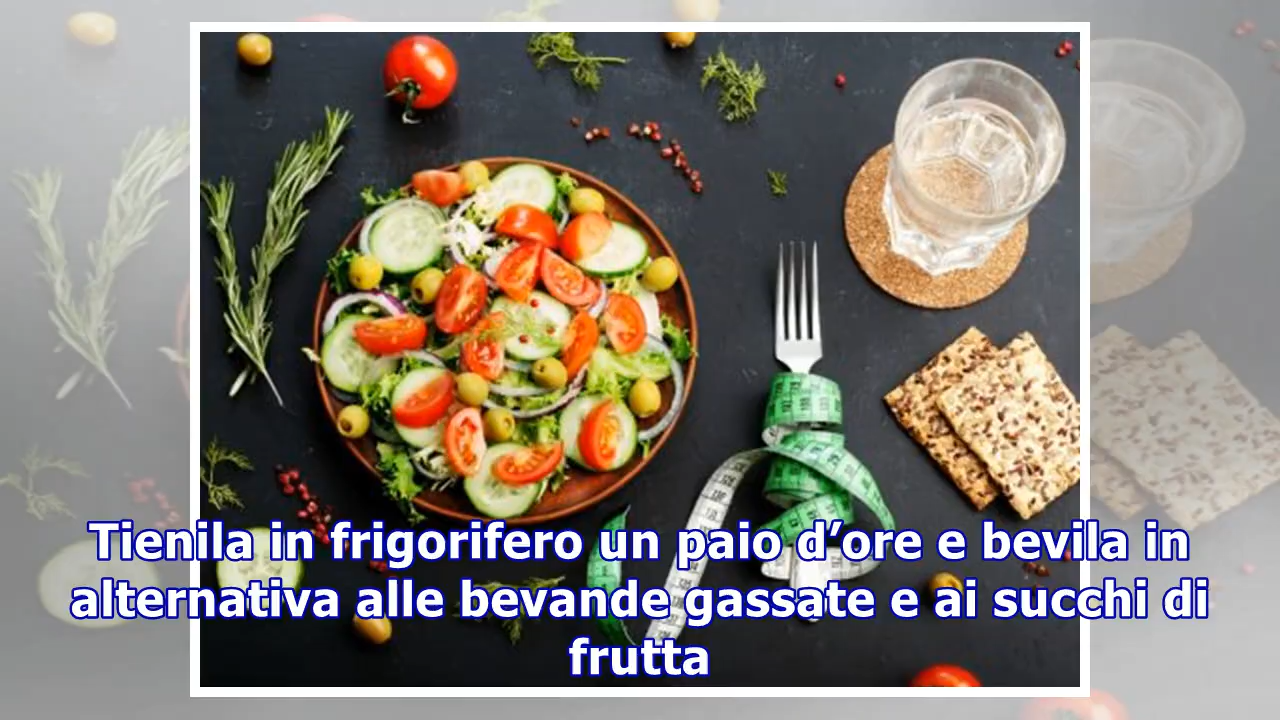 Tienila in frigorifero un paio d’ore e bevila in
alternativa alle bevande gassate e ai succhi di
frutta